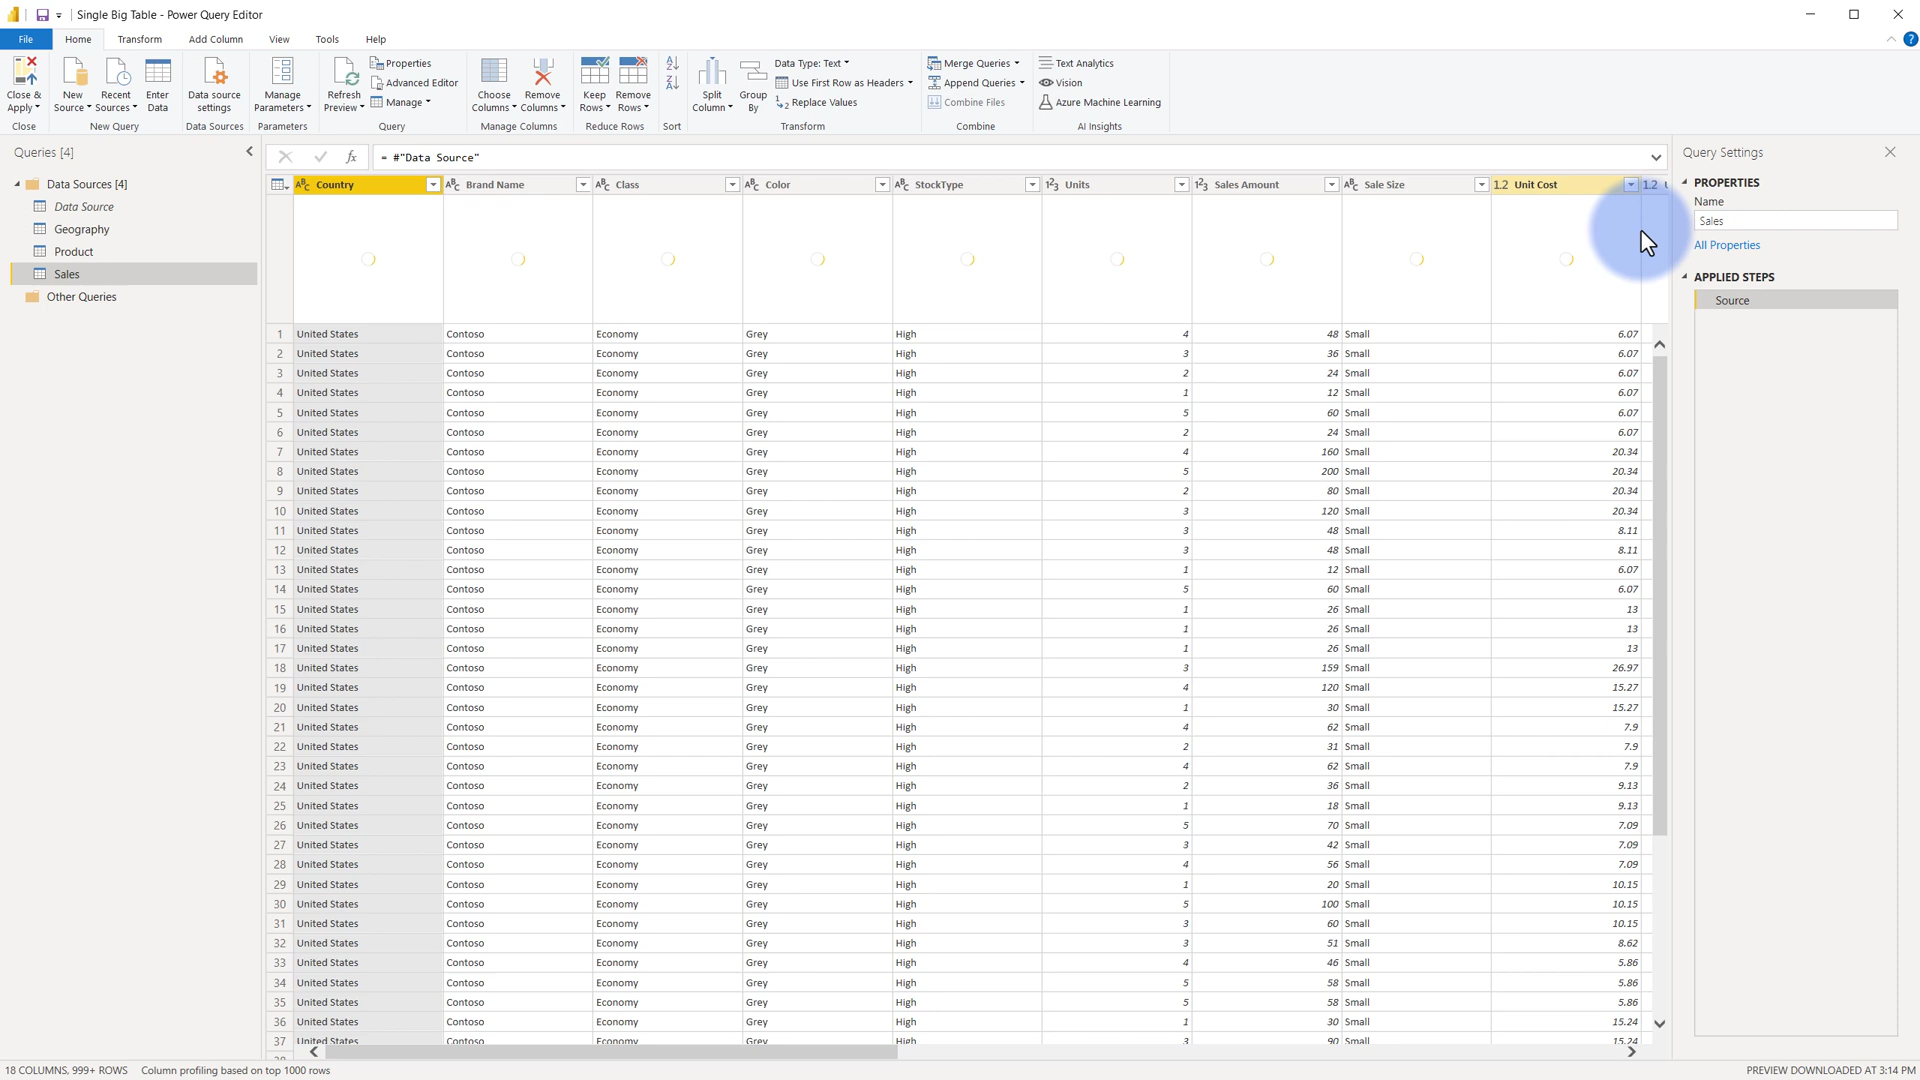 Single Big Table - Power Query Editor
File Home Transform Add Column View Tools Help
Close & Apply
New Source
Recent Sources
Enter Data
Data source settings
Manage Parameters
Refresh Preview
Properties
Advanced Editor
Manage
Choose Columns
Remove Columns
Keep Rows
Remove Rows
Split Column
Group By
Data Type: Text
Use First Row as Headers
Replace Values
Merge Queries
Append Queries
Combine Files
Text Analytics
Vision
Azure Machine Learning
Close New Query Data Sources Parameters Query Manage Columns Reduce Rows Sort Transform Combine AI Insights
Queries [4]
Data Sources [4]
Data Source
Geography
Product
Sales
Other Queries
= #"Data Source"
Country Brand Name Class Color StockType Units Sales Amount Sale Size Unit Cost
1 United States Contoso Economy Grey High 4 48 Small 6.07
2 United States Contoso Economy Grey High 3 36 Small 6.07
3 United States Contoso Economy Grey High 2 24 Small 6.07
4 United States Contoso Economy Grey High 1 12 Small 6.07
5 United States Contoso Economy Grey High 5 60 Small 6.07
6 United States Contoso Economy Grey High 2 24 Small 6.07
7 United States Contoso Economy Grey High 4 160 Small 20.34
8 United States Contoso Economy Grey High 5 200 Small 20.34
9 United States Contoso Economy Grey High 2 80 Small 20.34
10 United States Contoso Economy Grey High 3 120 Small 20.34
11 United States Contoso Economy Grey High 3 48 Small 8.11
12 United States Contoso Economy Grey High 3 48 Small 8.11
13 United States Contoso Economy Grey High 1 12 Small 6.07
14 United States Contoso Economy Grey High 5 60 Small 6.07
15 United States Contoso Economy Grey High 1 26 Small 13
16 United States Contoso Economy Grey High 1 26 Small 13
17 United States Contoso Economy Grey High 1 26 Small 13
18 United States Contoso Economy Grey High 3 159 Small 26.97
19 United States Contoso Economy Grey High 4 120 Small 15.27
20 United States Contoso Economy Grey High 1 30 Small 15.27
21 United States Contoso Economy Grey High 4 62 Small 7.9
22 United States Contoso Economy Grey High 2 31 Small 7.9
23 United States Contoso Economy Grey High 4 62 Small 7.9
24 United States Contoso Economy Grey High 2 36 Small 9.13
25 United States Contoso Economy Grey High 1 18 Small 9.13
26 United States Contoso Economy Grey High 5 70 Small 7.09
27 United States Contoso Economy Grey High 3 42 Small 7.09
28 United States Contoso Economy Grey High 4 56 Small 7.09
29 United States Contoso Economy Grey High 1 20 Small 10.15
30 United States Contoso Economy Grey High 5 100 Small 10.15
31 United States Contoso Economy Grey High 3 60 Small 10.15
32 United States Contoso Economy Grey High 3 51 Small 8.62
33 United States Contoso Economy Grey High 4 46 Small 5.86
34 United States Contoso Economy Grey High 5 58 Small 5.86
35 United States Contoso Economy Grey High 5 58 Small 5.86
36 United States Contoso Economy Grey High 1 30 Small 15.24
37 United States Contoso Economy Grey High 3 90 Small 15.24
Query Settings
PROPERTIES
Name
Sales
All Properties
APPLIED STEPS
Source
18 COLUMNS, 999+ ROWS Column profiling based on top 1000 rows
PREVIEW DOWNLOADED AT 3:14 PM